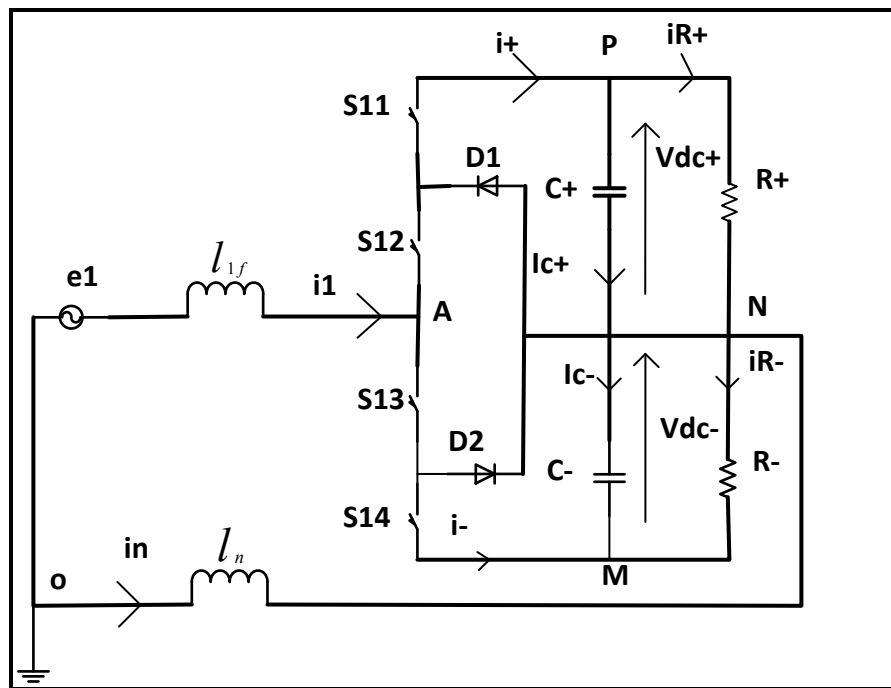 i+
P
iR+
S11
D1
C+
Vdc+
R+
S12
l1f
e1
i1
A
Ic+
N
S13
Ic-
iR-
D2
C-
Vdc-
R-
S14
i-
in
ln
o
M